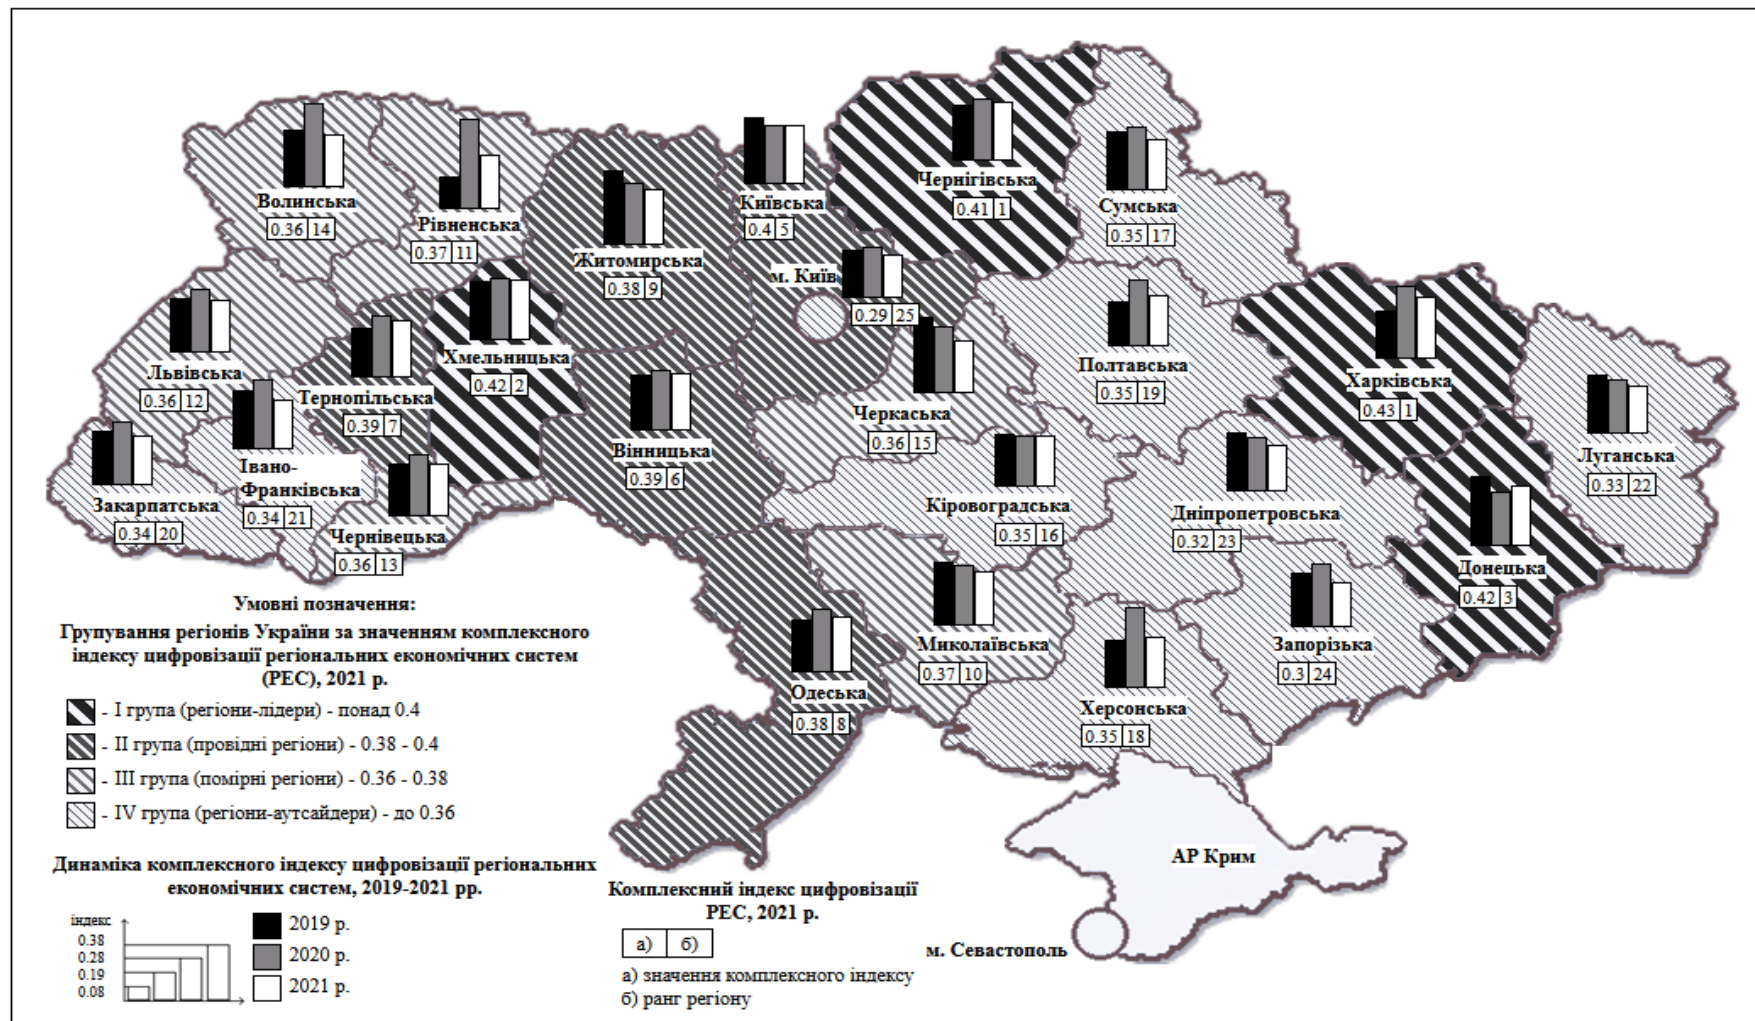 Волинська
0.36 14
Рівненська
0.37 11
Житомирська
0.38 9
Київська
0.4 5
м. Київ
0.29 25
Чернігівська
0.41 1
Сумська
0.35 17
Львівська
0.36 12
Тернопільська
0.39 7
Хмельницька
0.42 2
Вінницька
0.39 6
Черкаська
0.36 15
Полтавська
0.35 19
Харківська
0.43 1
Луганська
0.33 22
Закарпатська
0.34 20
Івано-
Франківська
0.34 21
Чернівецька
0.36 13
Кіровоградська
0.35 16
Дніпропетровська
0.32 23
Донецька
0.42 3
Одеська
0.38 8
Миколаївська
0.37 10
Херсонська
0.35 18
Запорізька
0.3 24
АР Крим
м. Севастополь
Умовні позначення:
Групування регіонів України за значенням комплексного
індексу цифровізації регіональних економічних систем
(РЕС), 2021 р.
- І група (регіони-лідери) - понад 0.4
- ІІ група (провідні регіони) - 0.38 - 0.4
- ІІІ група (помірні регіони) - 0.36 - 0.38
- IV група (регіони-аутсайдери) - до 0.36
Динаміка комплексного індексу цифровізації регіональних
економічних систем, 2019-2021 рр.
індекс
0.38
0.28
0.19
0.08
2019 р.
2020 р.
2021 р.
Комплексний індекс цифровізації
РЕС, 2021 р.
а) б)
а) значення комплексного індексу
б) ранг регіону